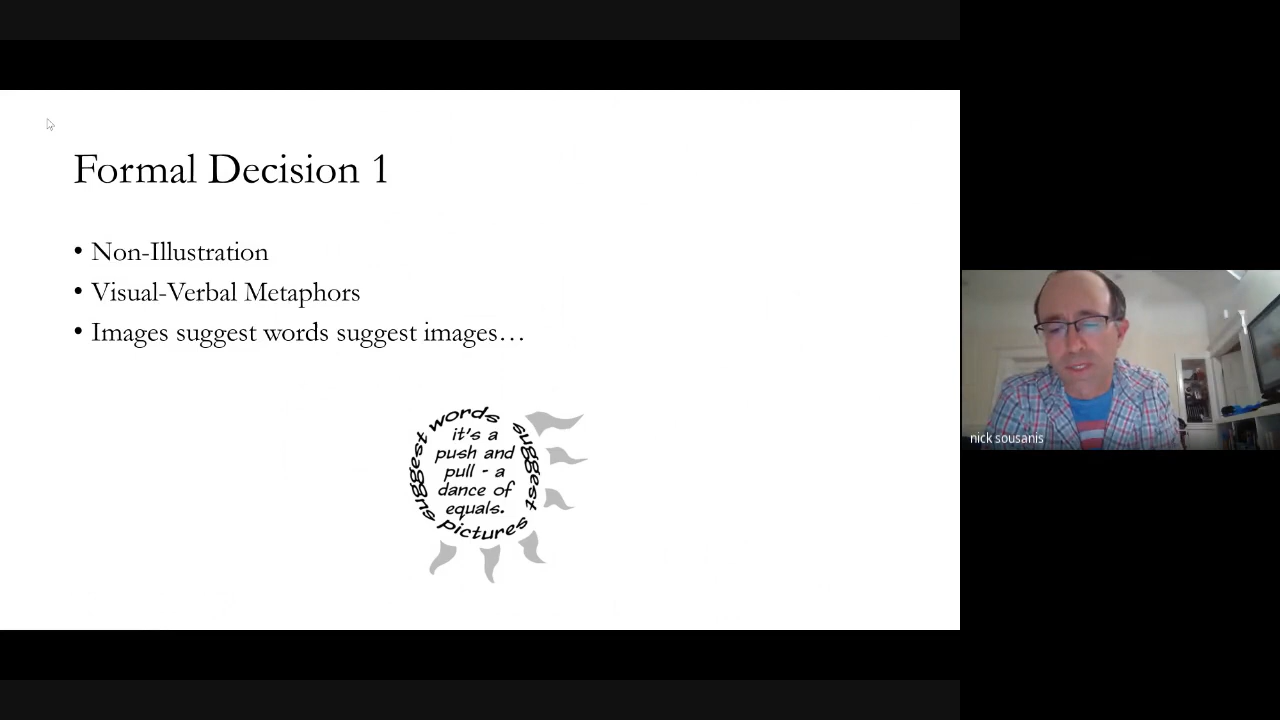 Formal Decision 1
• Non-Illustration
• Visual-Verbal Metaphors
• Images suggest words suggest images…
words suggest pictures suggest
it's a
push and
pull - a
dance of
equals.
nick sousanis